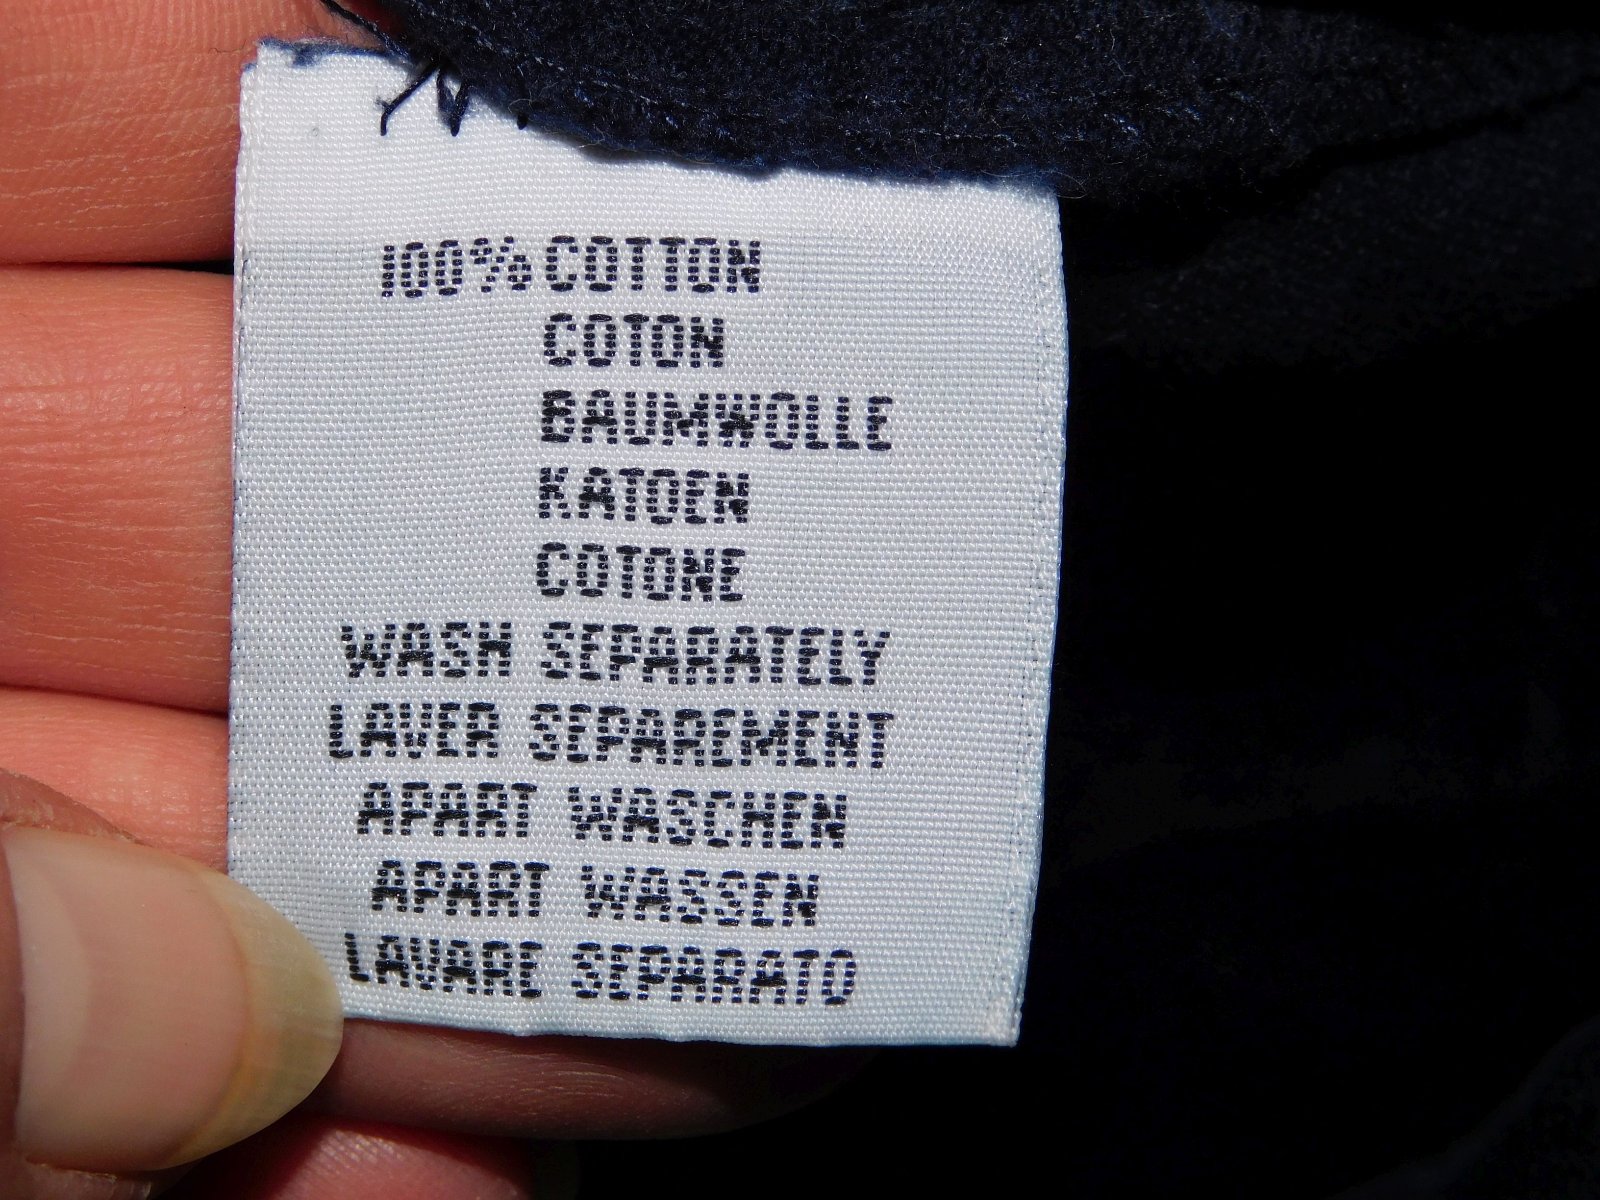 100% COTTON
COTON
BAUMWOLLE
KATOEN
COTONE
WASH SEPARATELY
LAVER SEPAREMENT
APART WASCHEN
APART WASSEN
LAVARE SEPARATO